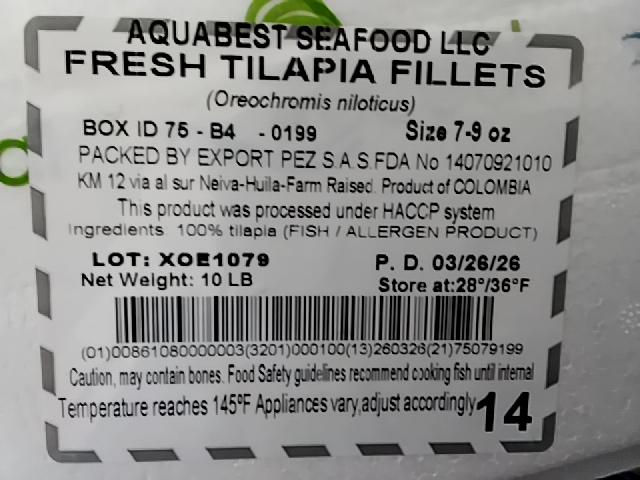 AQUABEST SEAFOOD LLC
FRESH TILAPIA FILLETS
(Oreochromis niloticus)
BOX ID 75 - B4 - 0199 Size 7-9 oz
PACKED BY EXPORT PEZ S.A.S.FDA No 14070921010
KM 12 via al sur Neiva-Huila-Farm Raised. Product of COLOMBIA
This product was processed under HACCP system
Ingredients 100% tilapia (FISH / ALLERGEN PRODUCT)
LOT: XOE1079 P. D. 03/26/26
Net Weight: 10 LB Store at:28°/36°F
(01)00861080000003(3201)000100(13)260326(21)75079199
Caution, may contain bones. Food Safety guidelines recommend cooking fish until internal
Temperature reaches 145ºF Appliances vary,adjust accordingly 14